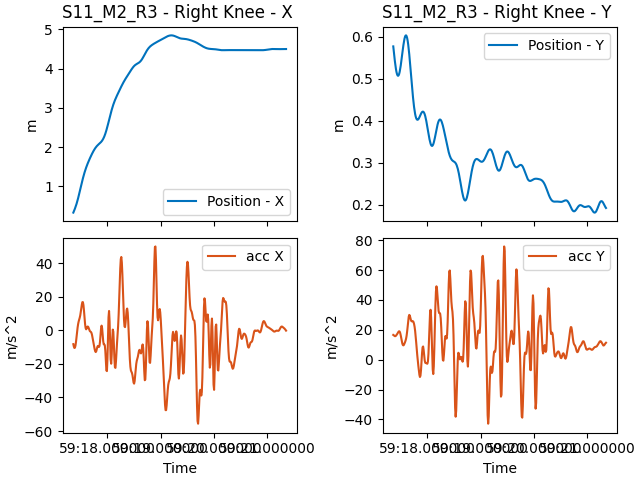 S11_M2_R3 - Right Knee - X
S11_M2_R3 - Right Knee - Y
5
4
3
2
1
m
Position - X
0.6
0.5
0.4
0.3
0.2
m
Position - Y
40
20
0
−20
−40
−60
m/s^2
acc X
Time
80
60
40
20
0
−20
−40
m/s^2
acc Y
Time